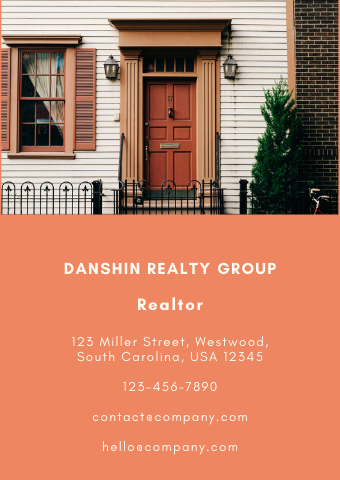 DANSHIN REALTY GROUP
Realtor
123 Miller Street, Westwood,
South Carolina, USA 12345
123-456-7890
contact@company.com
hello@company.com